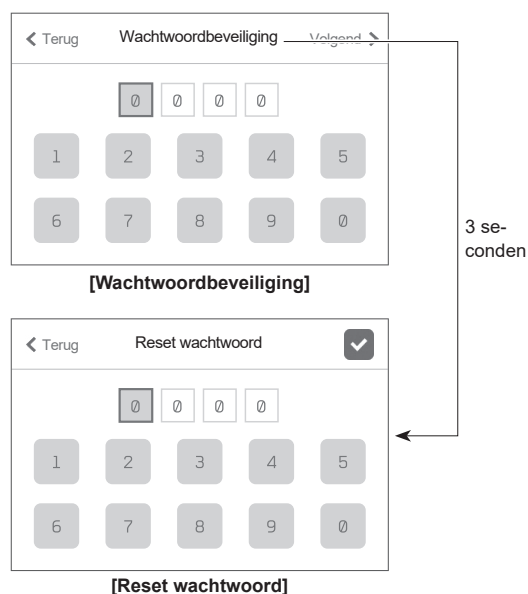 Terug Wachtwoordbeveiliging Volgend
0 0 0 0
1 2 3 4 5
6 7 8 9 0
[Wachtwoordbeveiliging]
3 se-
conden
Terug Reset wachtwoord
0 0 0 0
1 2 3 4 5
6 7 8 9 0
[Reset wachtwoord]